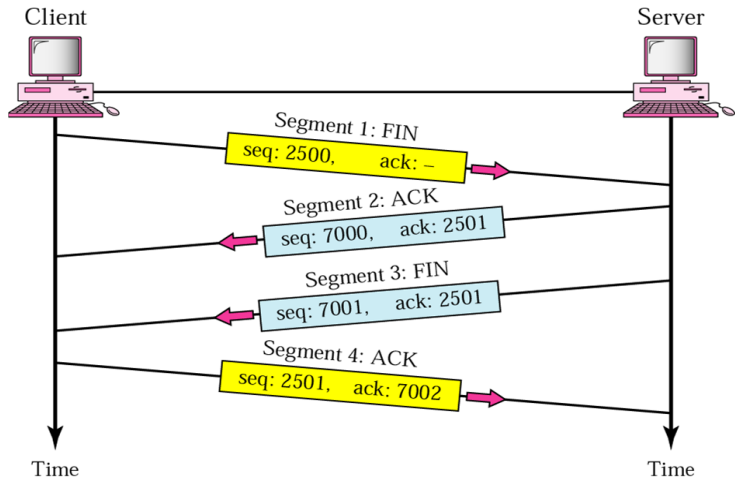 Client
Server
Segment 1: FIN
seq: 2500, ack: –
Segment 2: ACK
seq: 7000, ack: 2501
Segment 3: FIN
seq: 7001, ack: 2501
Segment 4: ACK
seq: 2501, ack: 7002
Time
Time